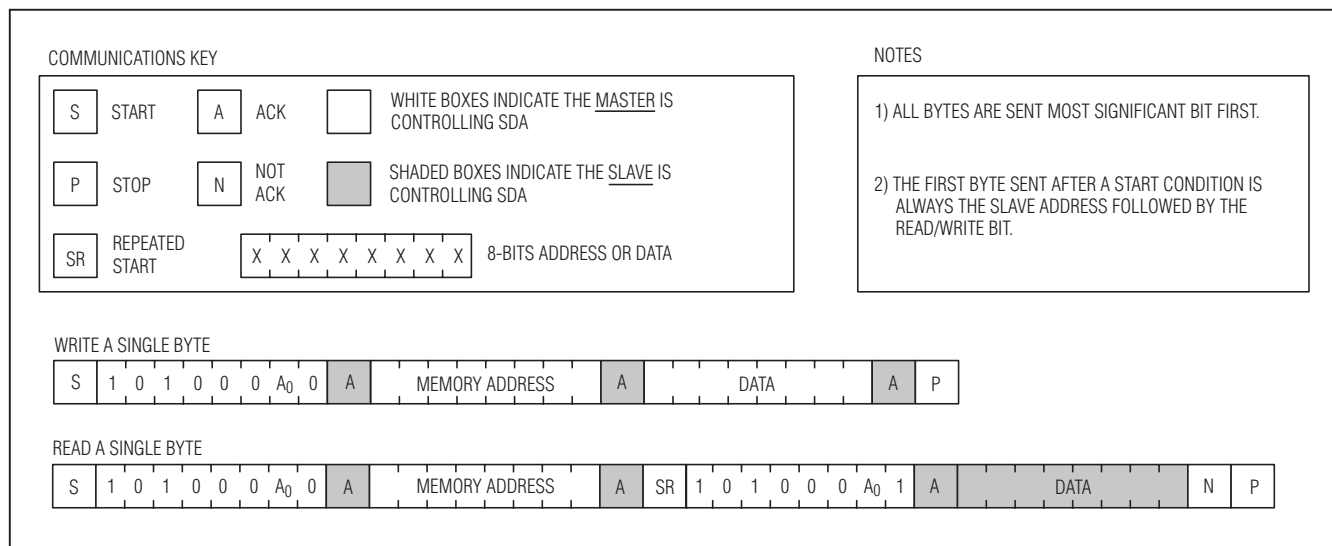 COMMUNICATIONS KEY
S START A ACK WHITE BOXES INDICATE THE MASTER IS
CONTROLLING SDA
P STOP N NOT
ACK SHADED BOXES INDICATE THE SLAVE IS
CONTROLLING SDA
SR REPEATED
START X X X X X X X X 8-BITS ADDRESS OR DATA
NOTES
1) ALL BYTES ARE SENT MOST SIGNIFICANT BIT FIRST.
2) THE FIRST BYTE SENT AFTER A START CONDITION IS
ALWAYS THE SLAVE ADDRESS FOLLOWED BY THE
READ/WRITE BIT.
WRITE A SINGLE BYTE
S 1 0 1 0 0 0 A0 0 A MEMORY ADDRESS A DATA A P
READ A SINGLE BYTE
S 1 0 1 0 0 0 A0 0 A MEMORY ADDRESS A SR 1 0 1 0 0 0 A0 1 A DATA N P